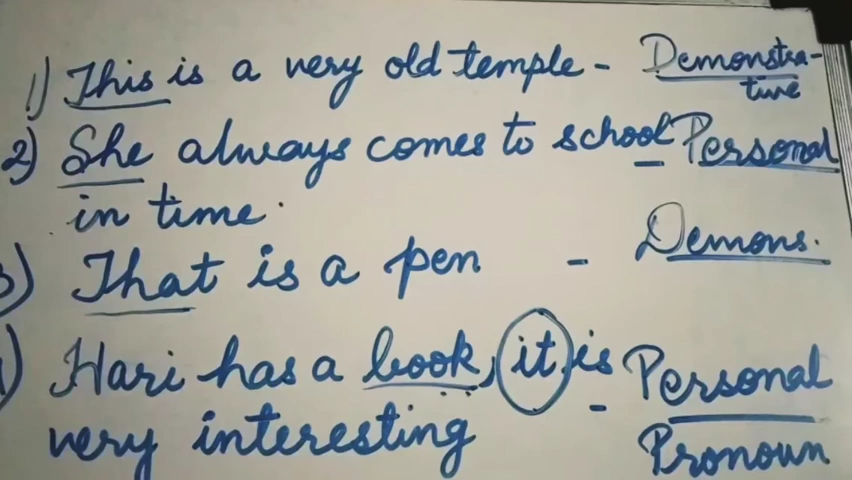 1) This is a very old temple - Demonstra-
tive
2) She always comes to school - Personal
in time.
3) That is a pen - Demons.
4) Hari has a book, it is - Personal
very interesting Pronoun